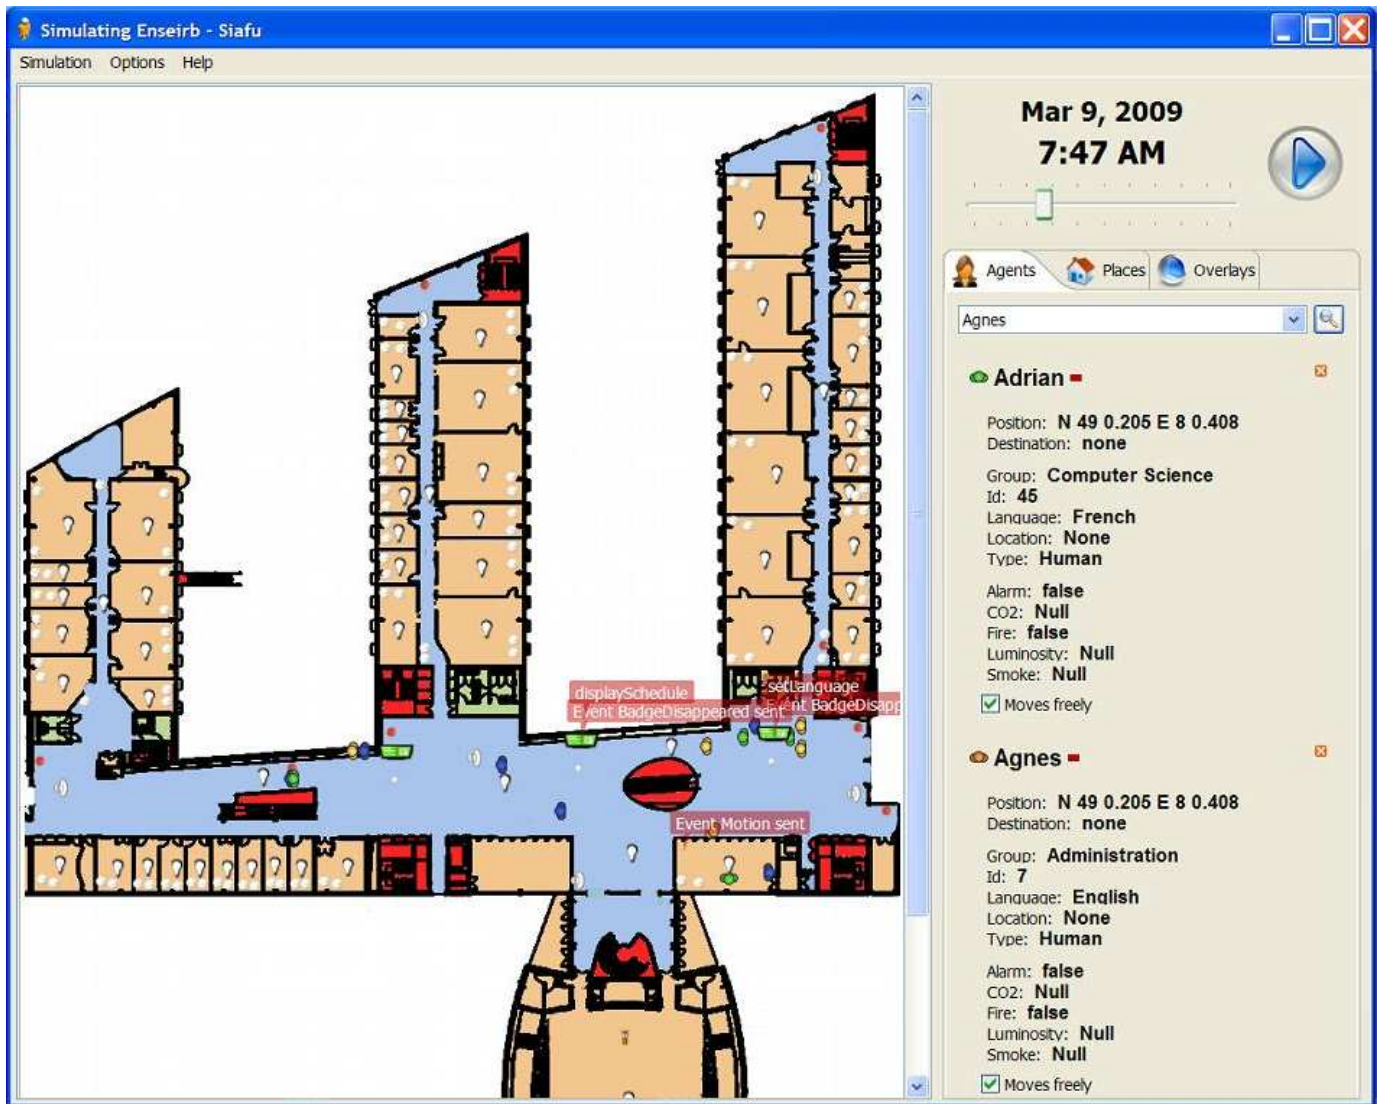 Simulating Enseirb - Siafu
Simulation Options Help
Mar 9, 2009
7:47 AM
Agents Places Overlays
Agnes
Adrian
Position: N 49 0.205 E 8 0.408
Destination: none
Group: Computer Science
Id: 45
Language: French
Location: None
Type: Human
Alarm: false
CO2: Null
Fire: false
Luminosity: Null
Smoke: Null
Moves freely
Agnes
Position: N 49 0.205 E 8 0.408
Destination: none
Group: Administration
Id: 7
Language: English
Location: None
Type: Human
Alarm: false
CO2: Null
Fire: false
Luminosity: Null
Smoke: Null
Moves freely
displaySchedule
Event BadgeDisappeared sent
setLanguage
Event BadgeDisapp
Event Motion sent